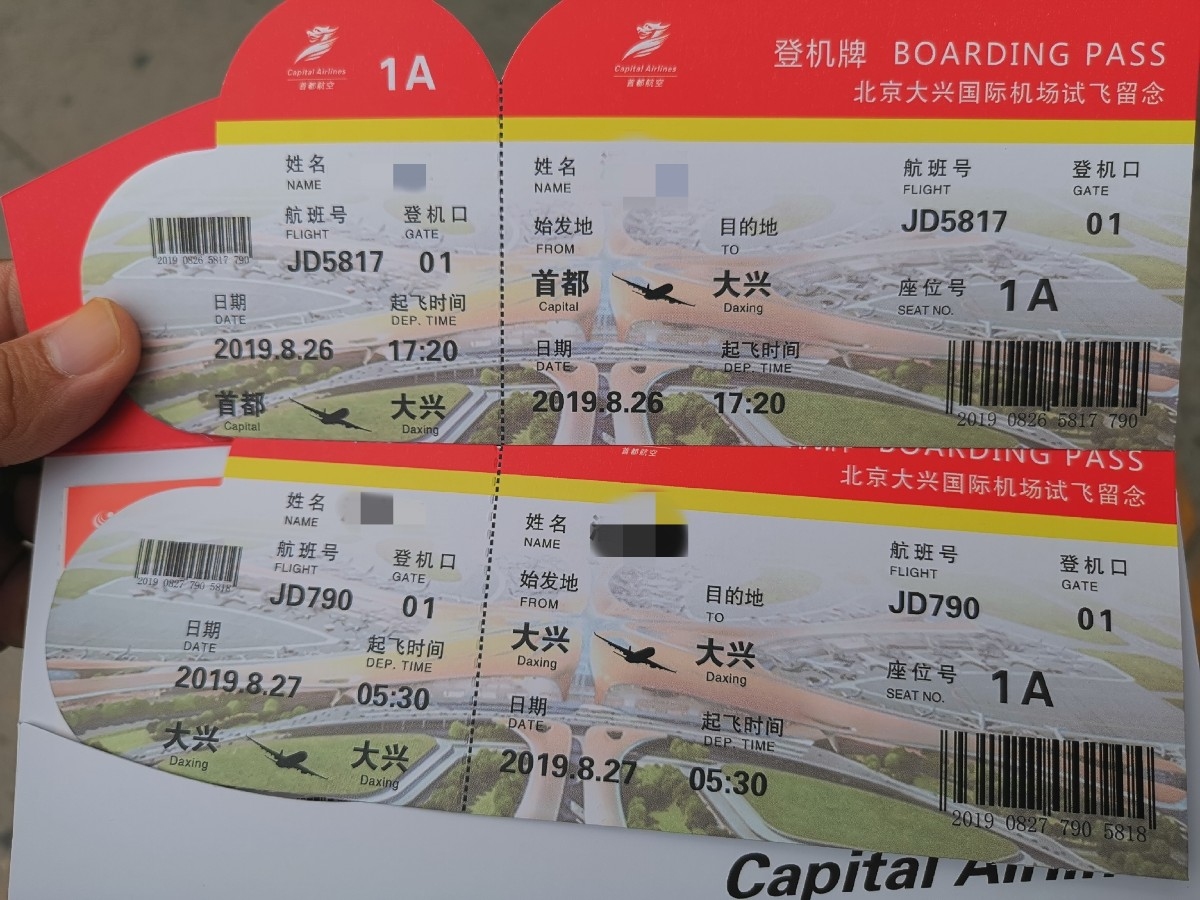 Capital Airlines
首都航空
1A
姓名
NAME
航班号
FLIGHT
JD5817
登机口
GATE
01
2019 0826 5817 790
日期
DATE
2019.8.26
起飞时间
DEP. TIME
17:20
首都
Capital
大兴
Daxing
Capital Airlines
首都航空
登机牌 BOARDING PASS
北京大兴国际机场试飞留念
姓名
NAME
航班号
FLIGHT
JD5817
登机口
GATE
01
始发地
FROM
首都
Capital
目的地
TO
大兴
Daxing
座位号
SEAT NO.
1A
日期
DATE
2019.8.26
起飞时间
DEP. TIME
17:20
2019 0826 5817 790
姓名
NAME
航班号
FLIGHT
JD790
登机口
GATE
01
2019 0827 790 5818
日期
DATE
2019.8.27
起飞时间
DEP. TIME
05:30
大兴
Daxing
大兴
Daxing
首都航空
BOARDING PASS
北京大兴国际机场试飞留念
姓名
NAME
航班号
FLIGHT
JD790
登机口
GATE
01
始发地
FROM
大兴
Daxing
目的地
TO
大兴
Daxing
座位号
SEAT NO.
1A
日期
DATE
2019.8.27
起飞时间
DEP. TIME
05:30
2019 0827 790 5818
Capital